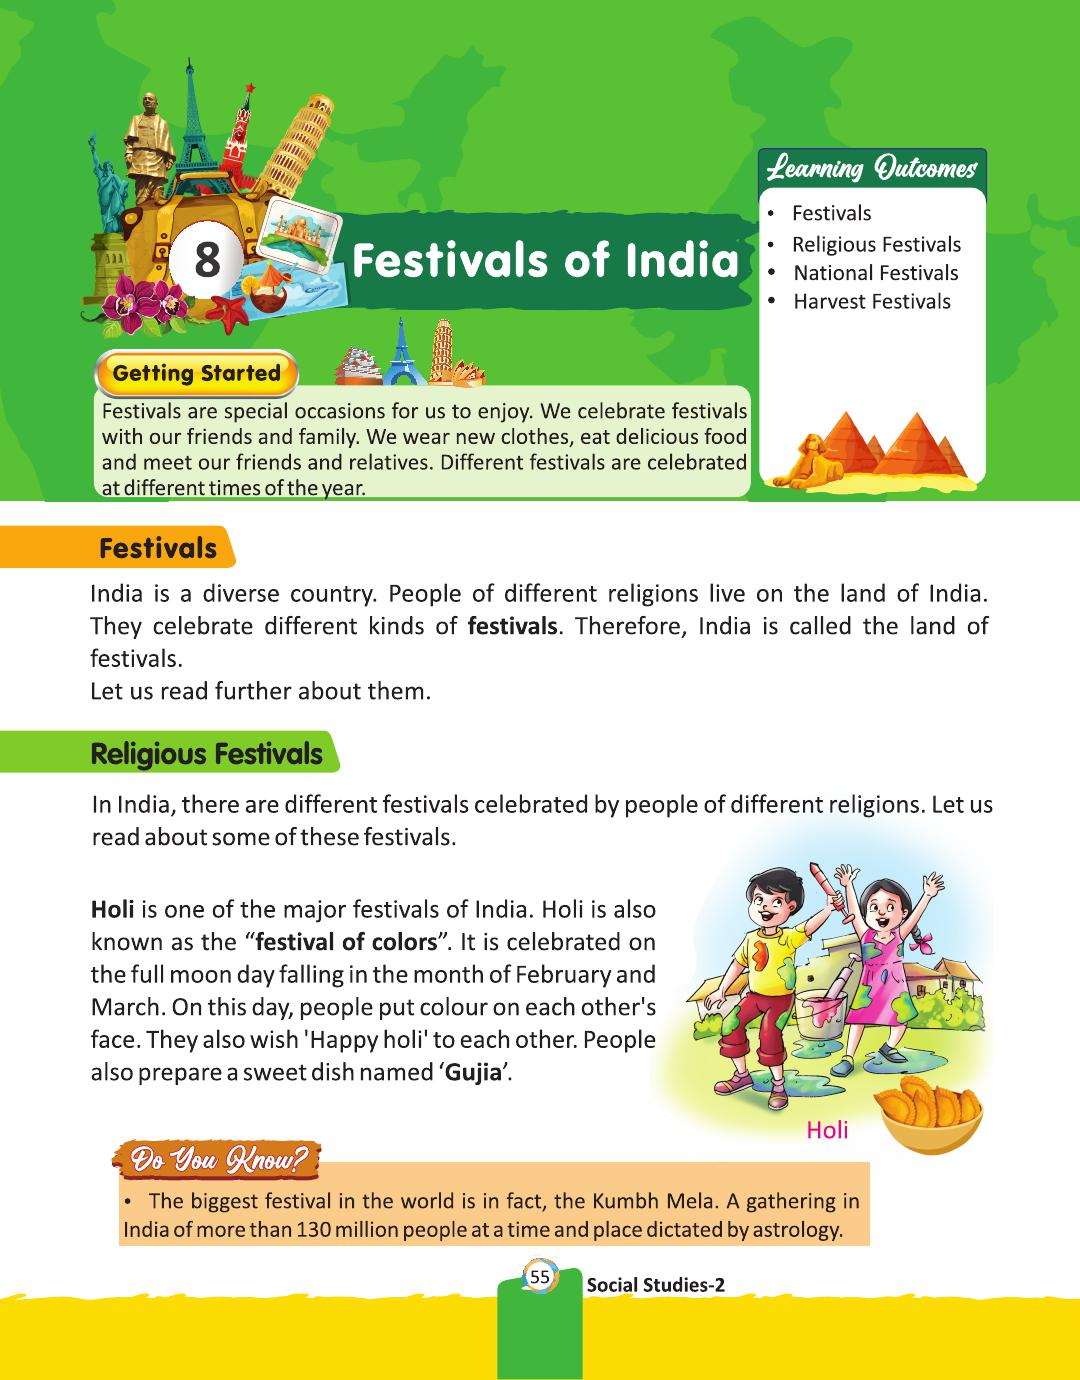 Learning Outcomes
• Festivals
• Religious Festivals
• National Festivals
• Harvest Festivals
8
Festivals of India
Getting Started
Festivals are special occasions for us to enjoy. We celebrate festivals
with our friends and family. We wear new clothes, eat delicious food
and meet our friends and relatives. Different festivals are celebrated
at different times of the year.
Festivals
India is a diverse country. People of different religions live on the land of India.
They celebrate different kinds of festivals. Therefore, India is called the land of
festivals.
Let us read further about them.
Religious Festivals
In India, there are different festivals celebrated by people of different religions. Let us
read about some of these festivals.
Holi is one of the major festivals of India. Holi is also
known as the “festival of colors”. It is celebrated on
the full moon day falling in the month of February and
March. On this day, people put colour on each other's
face. They also wish 'Happy holi' to each other. People
also prepare a sweet dish named ‘Gujia’.
Holi
Do You Know?
• The biggest festival in the world is in fact, the Kumbh Mela. A gathering in
India of more than 130 million people at a time and place dictated by astrology.
55
Social Studies-2